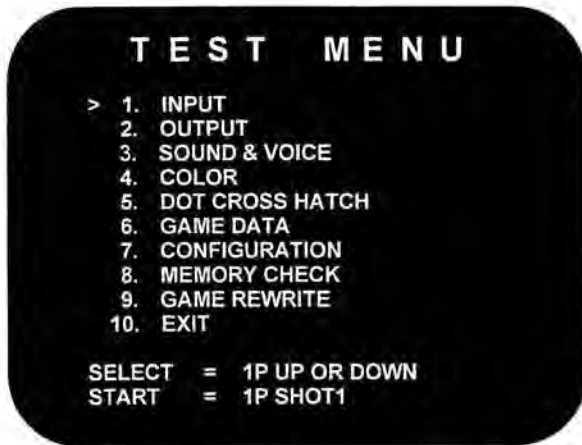 TEST MENU
> 1. INPUT
2. OUTPUT
3. SOUND & VOICE
4. COLOR
5. DOT CROSS HATCH
6. GAME DATA
7. CONFIGURATION
8. MEMORY CHECK
9. GAME REWRITE
10. EXIT
SELECT = 1P UP OR DOWN
START = 1P SHOT1